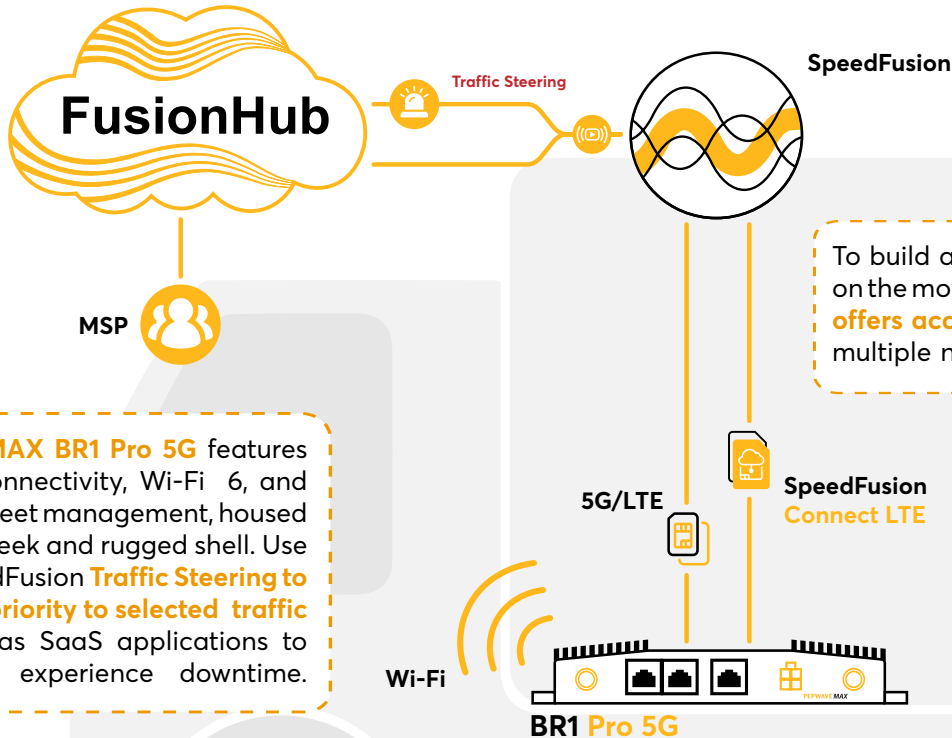 FusionHub
Traffic Steering
SpeedFusion
MSP
To build a
on the mo
offers acc
multiple n
MAX BR1 Pro 5G features
onnectivity, Wi-Fi 6, and
eet management, housed
eek and rugged shell. Use
dFusion Traffic Steering to
priority to selected traffic
as SaaS applications to
experience downtime.
5G/LTE
SpeedFusion
Connect LTE
Wi-Fi
PEPWAVE MAX
BR1 Pro 5G